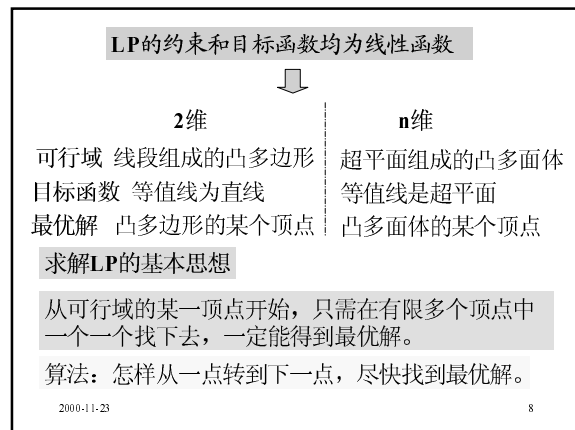 LP的约束和目标函数均为线性函数
2维 n维
可行域 线段组成的凸多边形 超平面组成的凸多面体
目标函数 等值线为直线 等值线是超平面
最优解 凸多边形的某个顶点 凸多面体的某个顶点
求解LP的基本思想
从可行域的某一顶点开始，只需在有限多个顶点中
一个一个找下去，一定能得到最优解。
算法：怎样从一点转到下一点，尽快找到最优解。
2000-11-23 8